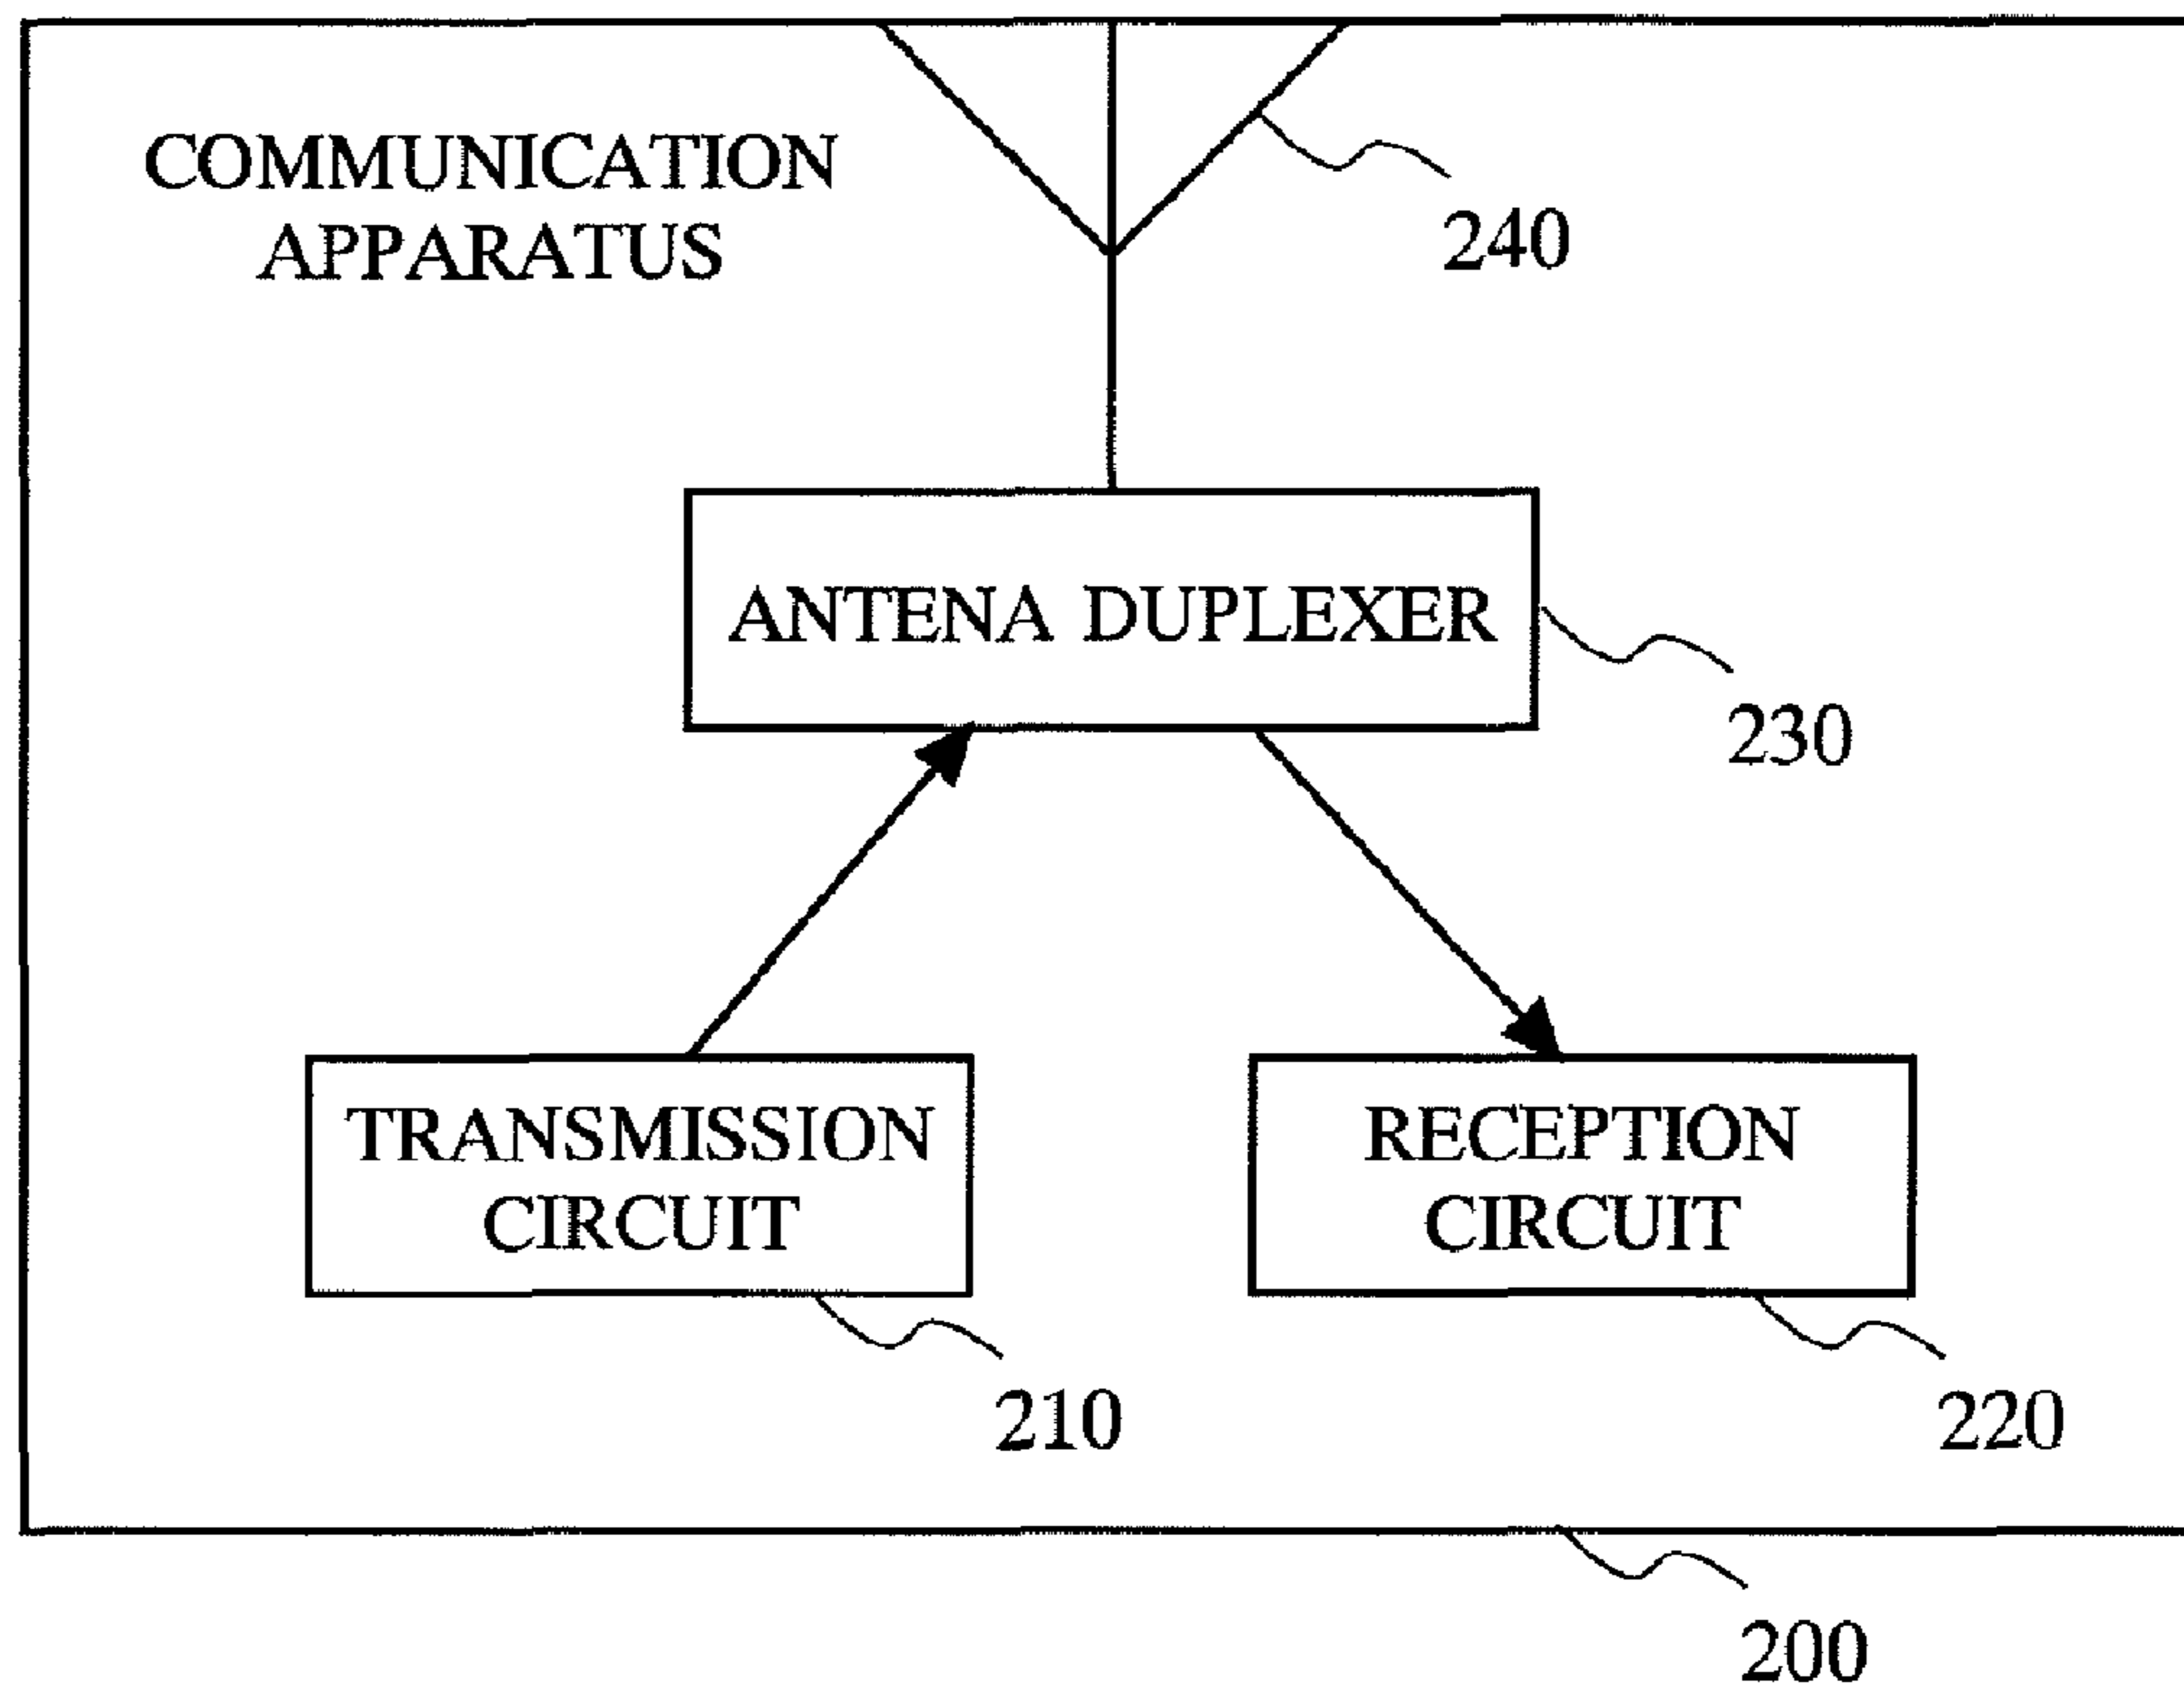 COMMUNICATION
APPARATUS
240
ANTENA DUPLEXER
230
TRANSMISSION
CIRCUIT
RECEPTION
CIRCUIT
210
220
200